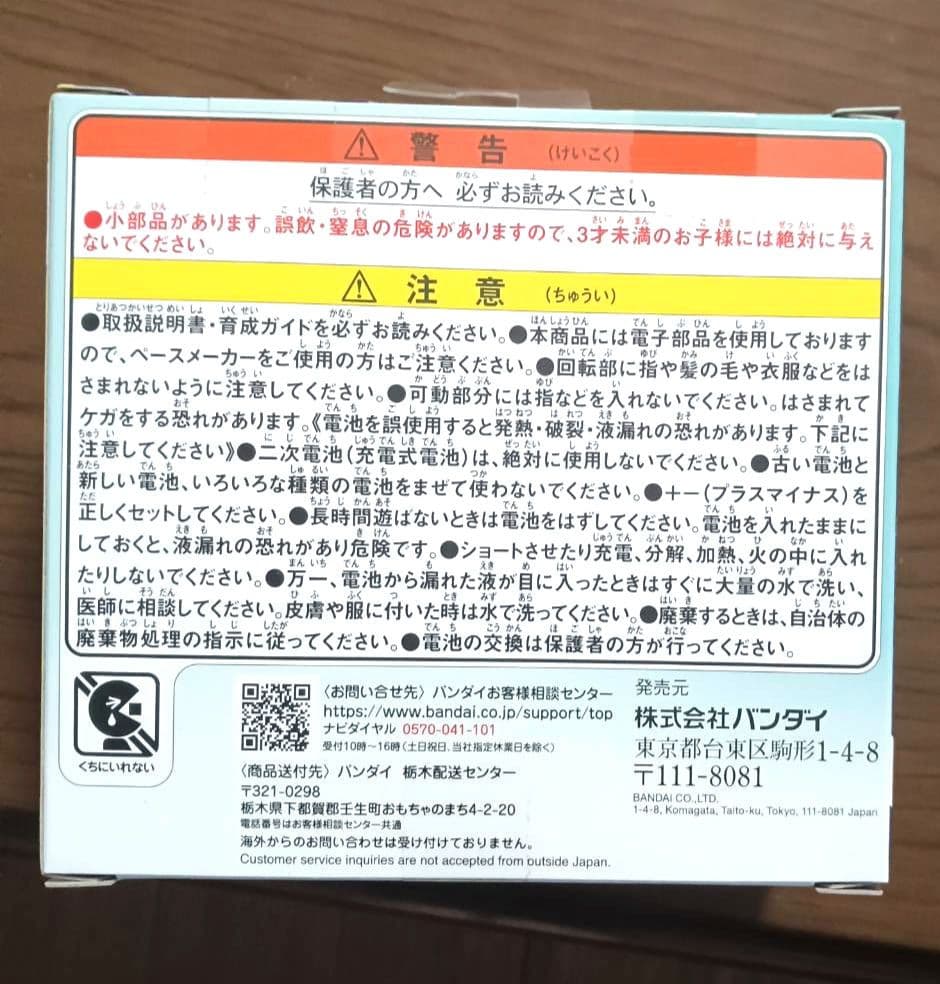 警告 (けいこく)
保護者の方へ 必ずお読みください。
●小部品があります。誤飲・窒息の危険がありますので、3才未満のお子様には絶対に与え
ないでください。
注意 (ちゅうい)
●取扱説明書・育成ガイドを必ずお読みください。●本商品には電子部品を使用しております
ので、ペースメーカーをご使用の方はご注意ください。●回転部に指や髪の毛や衣服などをは
さまれないように注意してください。●可動部分には指などを入れないでください。はさまれて
ケガをする恐れがあります。《電池を誤使用すると発熱・破裂・液漏れの恐れがあります。下記に
注意してください》●二次電池(充電式電池)は、絶対に使用しないでください。●古い電池と
新しい電池、いろいろな種類の電池をまぜて使わないでください。●+-(プラスマイナス)を
正しくセットしてください。●長時間遊ばないときは電池をはずしてください。電池を入れたままに
しておくと、液漏れの恐れがあり危険です。●ショートさせたり充電、分解、加熱、火の中に入れ
たりしないでください。●万一、電池から漏れた液が目に入ったときはすぐに大量の水で洗い、
医師に相談してください。皮膚や服に付いた時は水で洗ってください。●廃棄するときは、自治体の
廃棄物処理の指示に従ってください。●電池の交換は保護者の方が行ってください。
くちにいれない
〈お問い合せ先〉バンダイお客様相談センター
https://www.bandai.co.jp/support/top
ナビダイヤル 0570-041-101
受付10時~16時(土日祝日、当社指定休業日を除く)
〈商品送付先〉バンダイ 栃木配送センター
〒321-0298
栃木県下都賀郡壬生町おもちゃのまち4-2-20
電話番号はお客様相談センター共通
海外からのお問い合わせは受け付けておりません。
Customer service inquiries are not accepted from outside Japan.
発売元
株式会社バンダイ
東京都台東区駒形1-4-8
〒111-8081
BANDAI CO.,LTD.
1-4-8, Komagata, Taito-ku, Tokyo, 111-8081 Japan